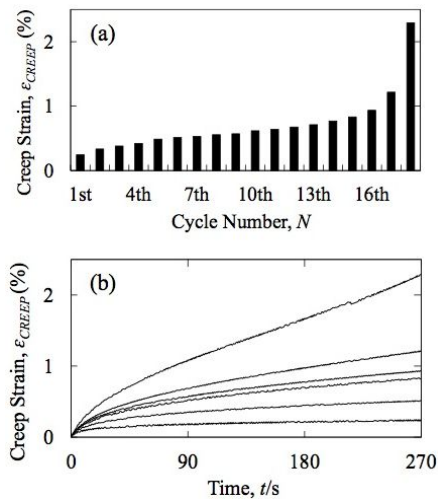 (a)
Creep Strain, εCREEP (%)
2
1
0
1st 4th 7th 10th 13th 16th
Cycle Number, N
(b)
Creep Strain, εCREEP (%)
2
1
0
0 90 180 270
Time, t/s